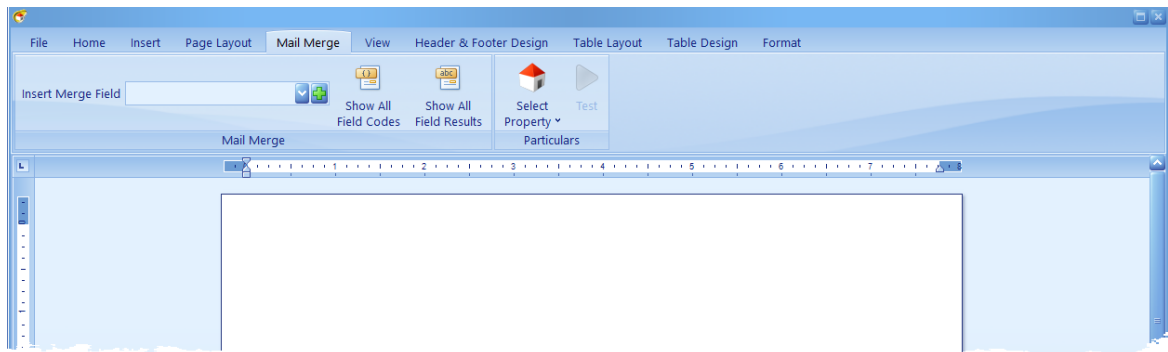 File Home Insert Page Layout Mail Merge View Header & Footer Design Table Layout Table Design Format
Insert Merge Field
{} Show All Field Codes
abc Show All Field Results
Select Property
Test
Mail Merge Particulars
L 1 2 3 4 5 6 7 8